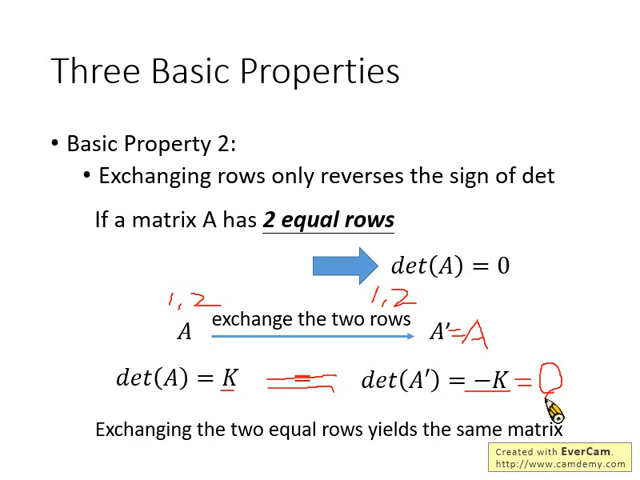 Three Basic Properties
• Basic Property 2:
• Exchanging rows only reverses the sign of det
If a matrix A has 2 equal rows
det(A) = 0
1, 2 1, 2
A exchange the two rows A' = A
det(A) = K = det(A') = −K = 0
Exchanging the two equal rows yields the same matrix
Created with EverCam.
http://www.camdemy.com